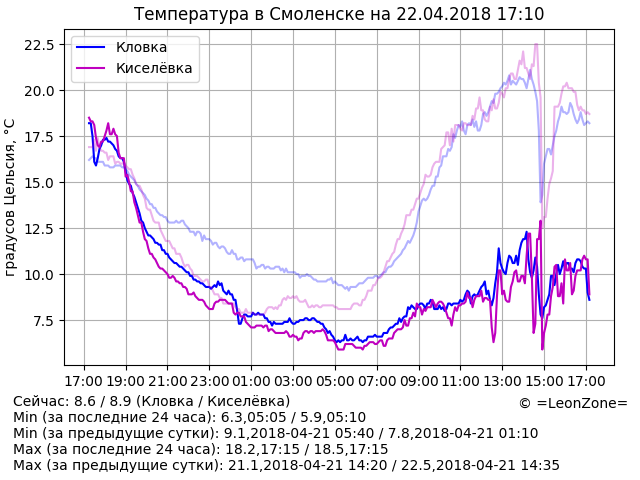 Температура в Смоленске на 22.04.2018 17:10
градусов Цельсия, °С
22.5
20.0
17.5
15.0
12.5
10.0
7.5
Кловка
Киселёвка
17:00 19:00 21:00 23:00 01:00 03:00 05:00 07:00 09:00 11:00 13:00 15:00 17:00
Сейчас: 8.6 / 8.9 (Кловка / Киселёвка)
© =LeonZone=
Min (за последние 24 часа): 6.3,05:05 / 5.9,05:10
Min (за предыдущие сутки): 9.1,2018-04-21 05:40 / 7.8,2018-04-21 01:10
Max (за последние 24 часа): 18.2,17:15 / 18.5,17:15
Max (за предыдущие сутки): 21.1,2018-04-21 14:20 / 22.5,2018-04-21 14:35